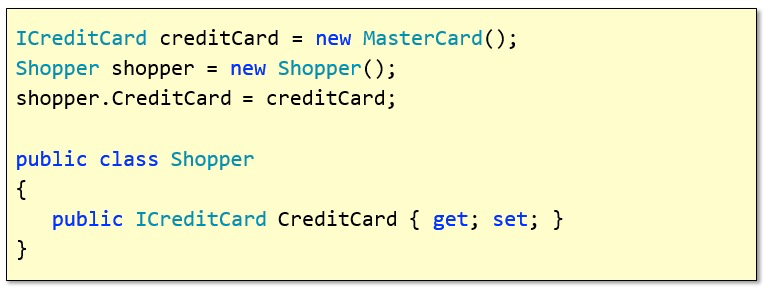 ICreditCard creditCard = new MasterCard();
Shopper shopper = new Shopper();
shopper.CreditCard = creditCard;
public class Shopper
{
public ICreditCard CreditCard { get; set; }
}